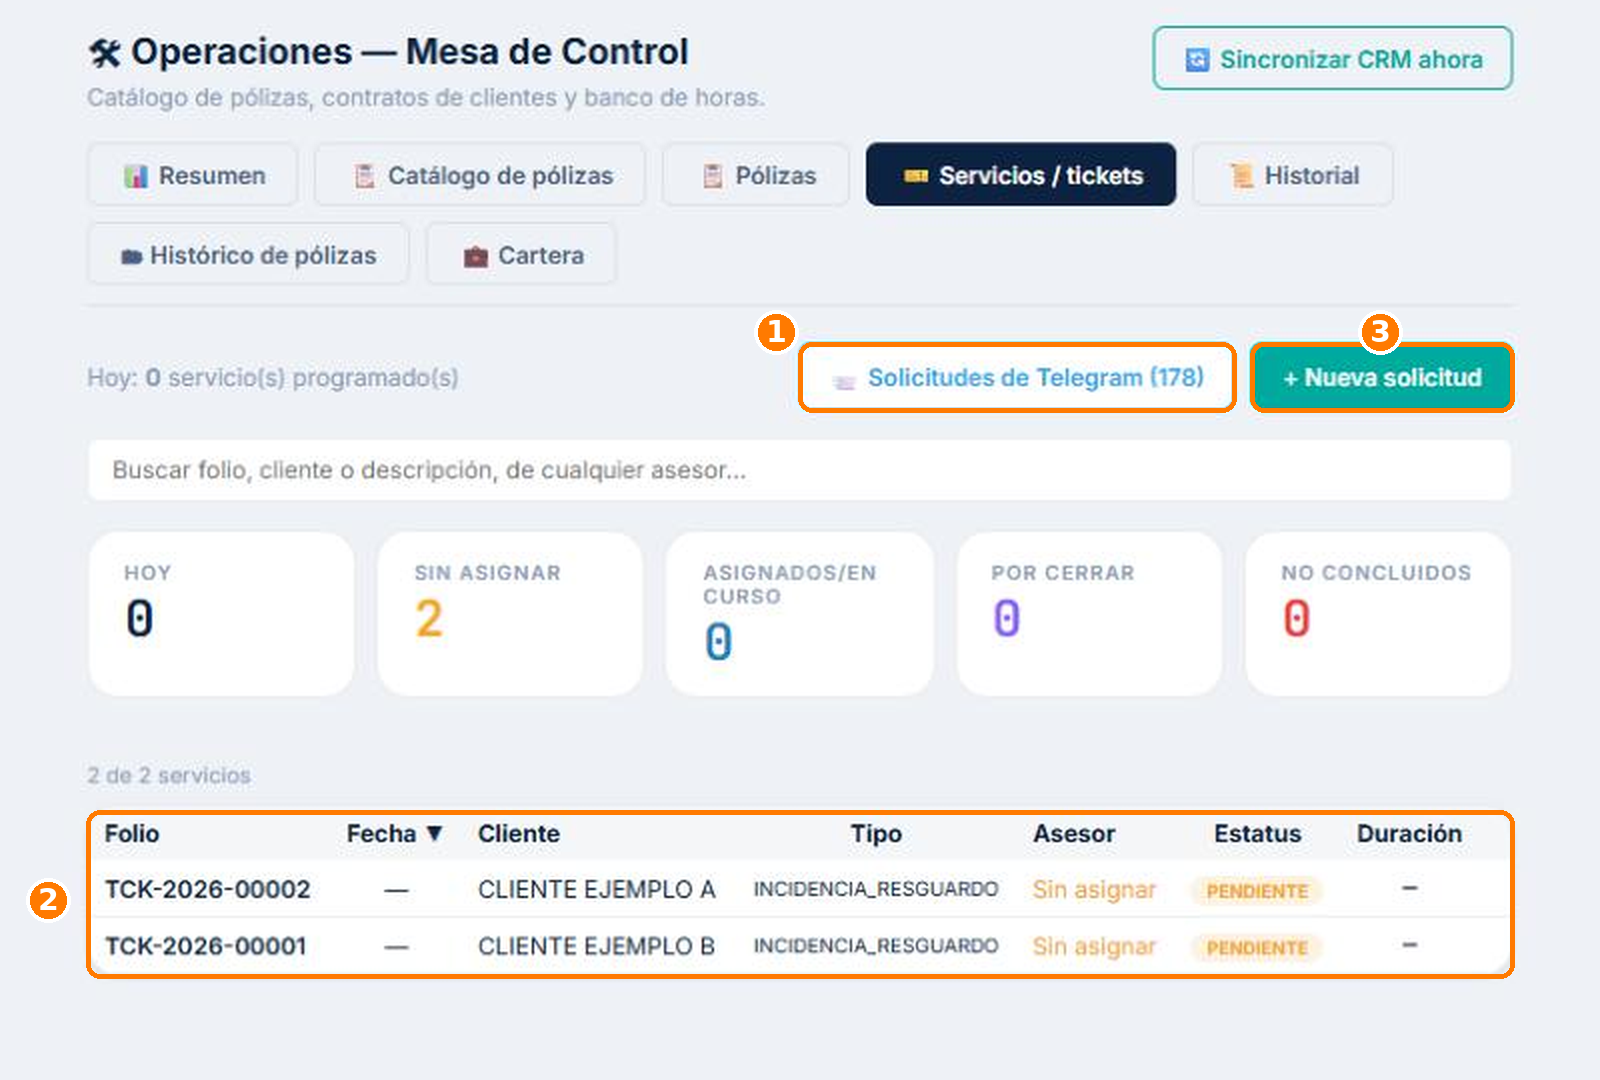 Operaciones — Mesa de Control
Sincronizar CRM ahora
Catálogo de pólizas, contratos de clientes y banco de horas.
Resumen
Catálogo de pólizas
Pólizas
Servicios / tickets
Historial
Histórico de pólizas
Cartera
1
3
Hoy: 0 servicio(s) programado(s)
Solicitudes de Telegram (178)
+ Nueva solicitud
Buscar folio, cliente o descripción, de cualquier asesor...
HOY
0
SIN ASIGNAR
2
ASIGNADOS/EN
CURSO
0
POR CERRAR
0
NO CONCLUIDOS
0
2 de 2 servicios
Folio Fecha ▼ Cliente Tipo Asesor Estatus Duración
TCK-2026-00002 — CLIENTE EJEMPLO A INCIDENCIA_RESGUARDO Sin asignar PENDIENTE –
2
TCK-2026-00001 — CLIENTE EJEMPLO B INCIDENCIA_RESGUARDO Sin asignar PENDIENTE –